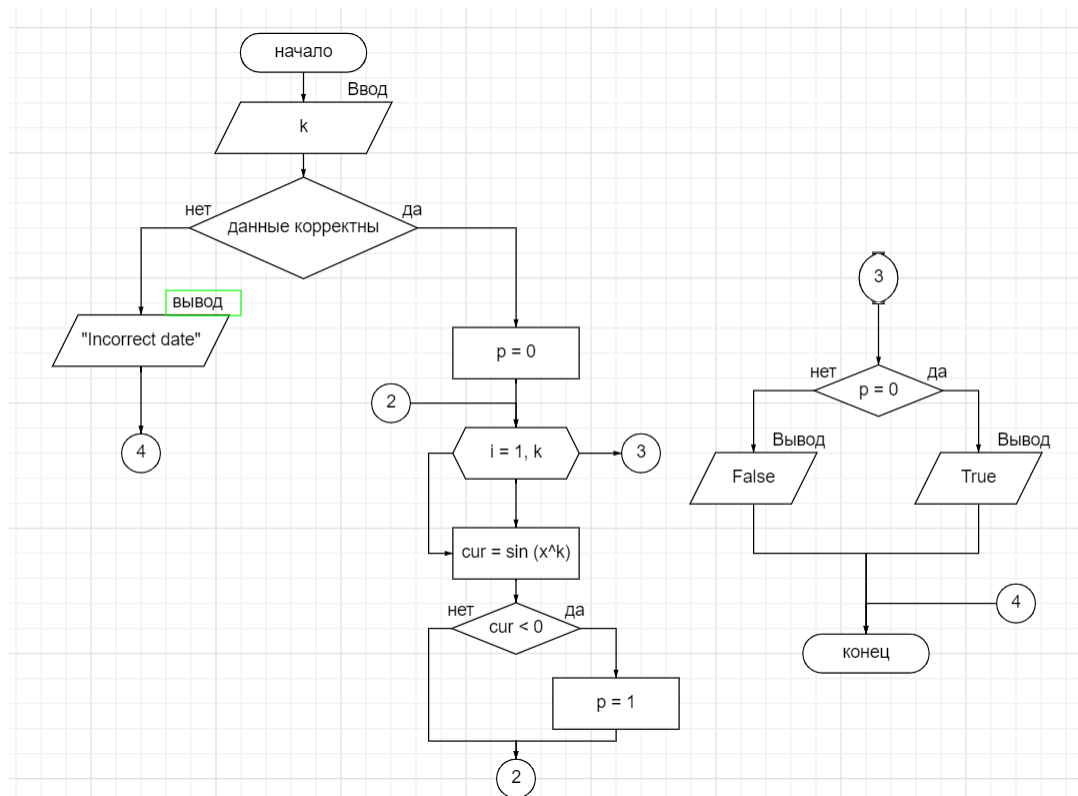 начало
Ввод
k
нет
да
данные корректны
вывод
"Incorrect date"
4
p = 0
2
i = 1, k
3
cur = sin (x^k)
нет
да
cur < 0
p = 1
2
3
нет
да
p = 0
Вывод
False
Вывод
True
4
конец